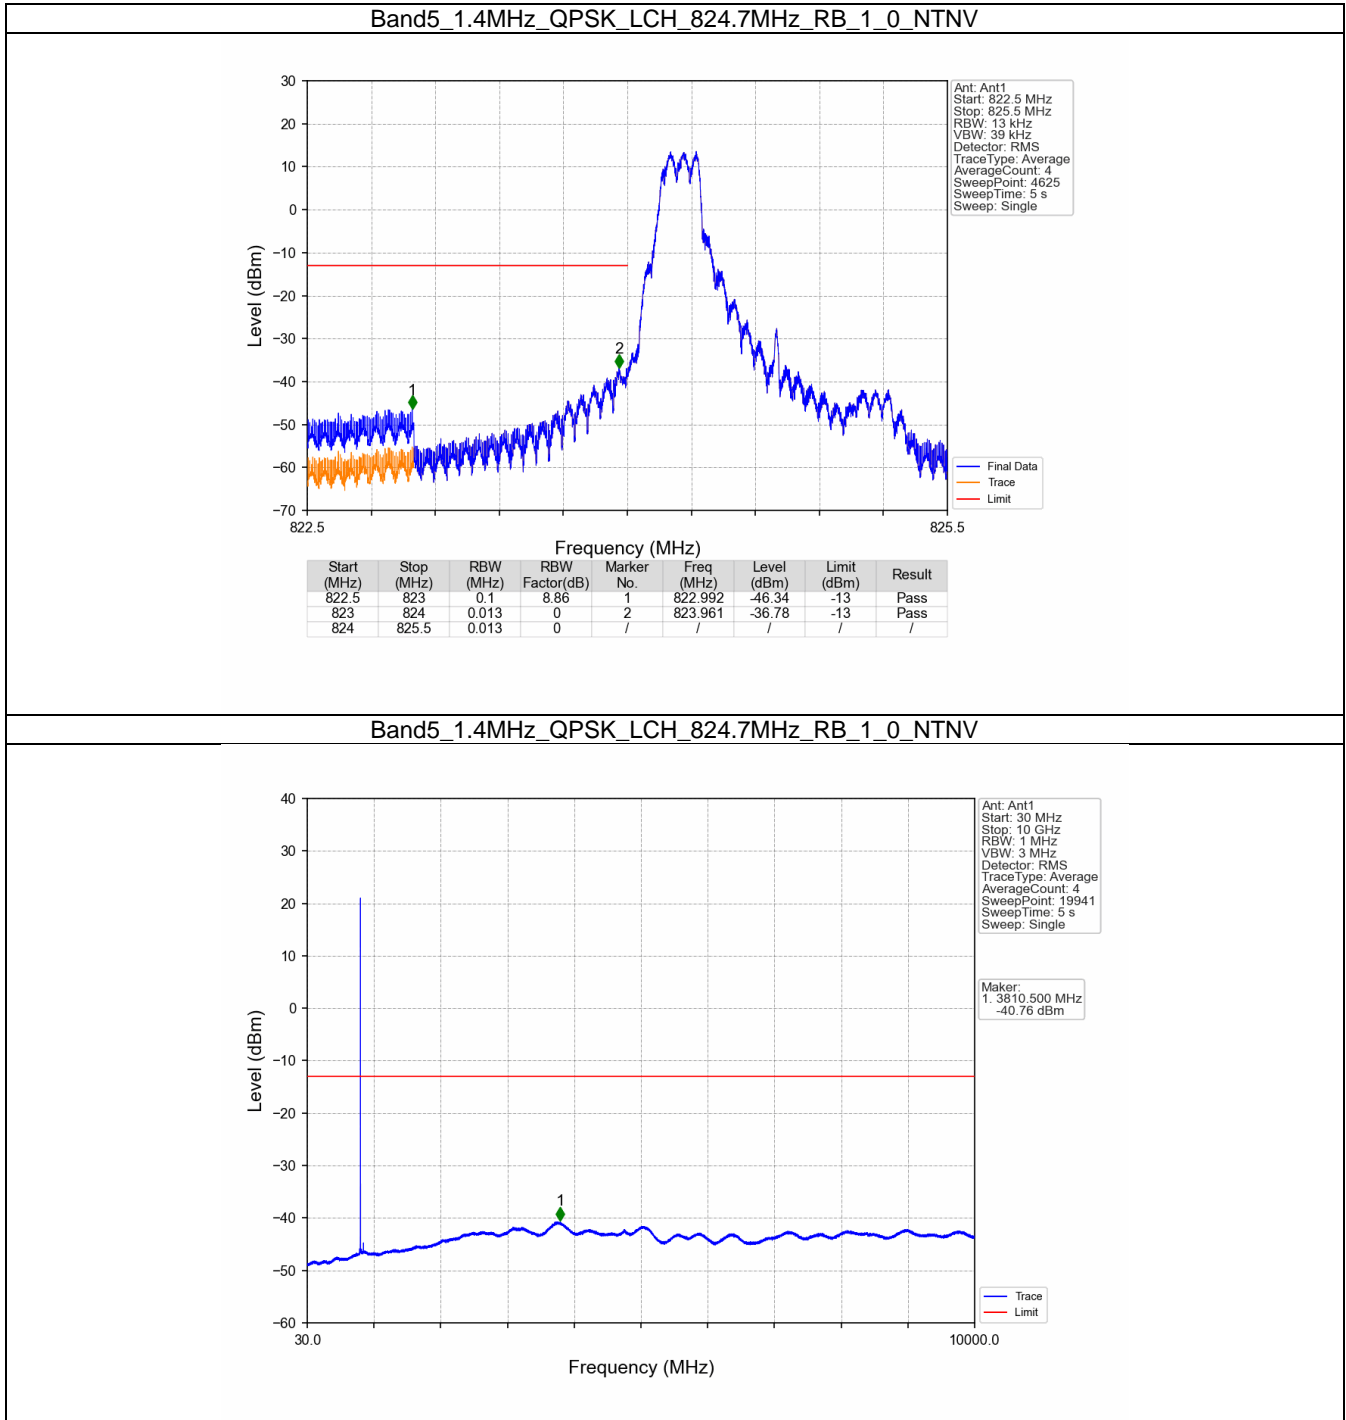 Band5_1.4MHz_QPSK_LCH_824.7MHz_RB_1_0_NTNV
30
20
10
0
−10
−20
−30
−40
−50
−60
−70
Level (dBm)
1
2
822.5
825.5
Frequency (MHz)
Ant: Ant1
Start: 822.5 MHz
Stop: 825.5 MHz
RBW: 13 kHz
VBW: 39 kHz
Detector: RMS
TraceType: Average
AverageCount: 4
SweepPoint: 4625
SweepTime: 5 s
Sweep: Single
Final Data
Trace
Limit
Start (MHz) Stop (MHz) RBW (MHz) RBW Factor(dB) Marker No. Freq (MHz) Level (dBm) Limit (dBm) Result
822.5 823 0.1 8.86 1 822.992 -46.34 -13 Pass
823 824 0.013 0 2 823.961 -36.78 -13 Pass
824 825.5 0.013 0 / / / / /
Band5_1.4MHz_QPSK_LCH_824.7MHz_RB_1_0_NTNV
40
30
20
10
0
−10
−20
−30
−40
−50
−60
Level (dBm)
1
30.0
10000.0
Frequency (MHz)
Ant: Ant1
Start: 30 MHz
Stop: 10 GHz
RBW: 1 MHz
VBW: 3 MHz
Detector: RMS
TraceType: Average
AverageCount: 4
SweepPoint: 19941
SweepTime: 5 s
Sweep: Single
Maker:
1. 3810.500 MHz
-40.76 dBm
Trace
Limit